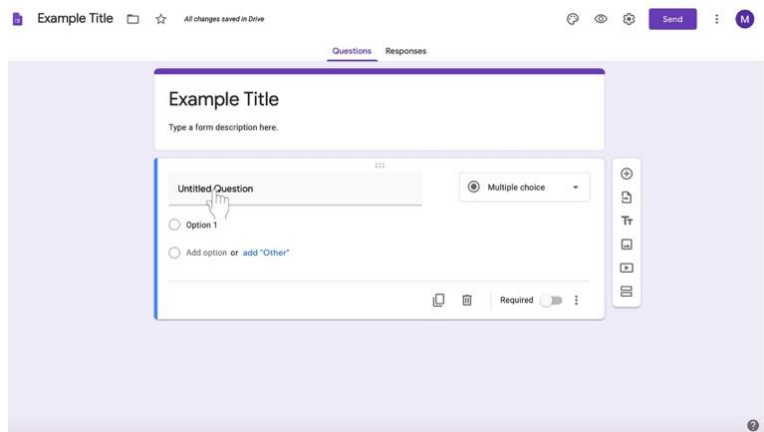 Example Title
All changes saved in Drive
Send
M
Questions
Responses
Example Title
Type a form description here.
Untitled Question
Multiple choice
Option 1
Add option or add "Other"
Required
Tт
?